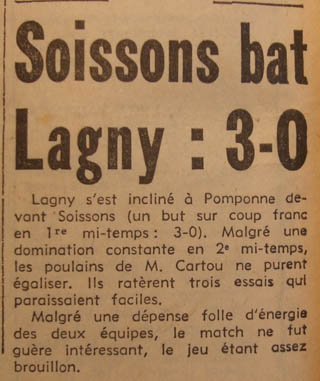 Soissons bat
Lagny : 3-0
Lagny s'est incliné à Pomponne de-
vant Soissons (un but sur coup franc
en 1re mi-temps : 3-0). Malgré une
domination constante en 2e mi-temps,
les poulains de M. Cartou ne purent
égaliser. Ils ratèrent trois essais qui
paraissaient faciles.
Malgré une dépense folle d'énergie
des deux équipes, le match ne fut
guère intéressant, le jeu étant assez
brouillon.